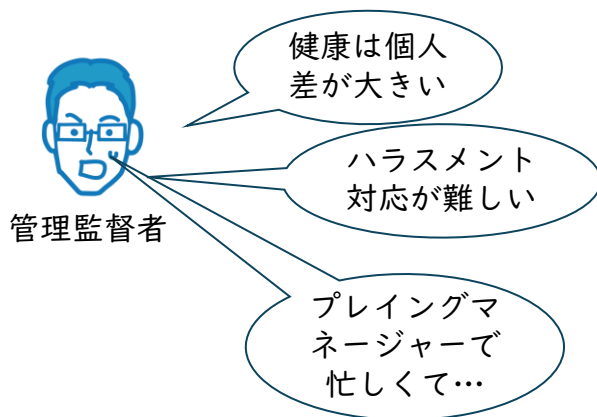 健康は個人
差が大きい
ハラスメント
対応が難しい
管理監督者
プレイングマ
ネージャーで
忙しくて…